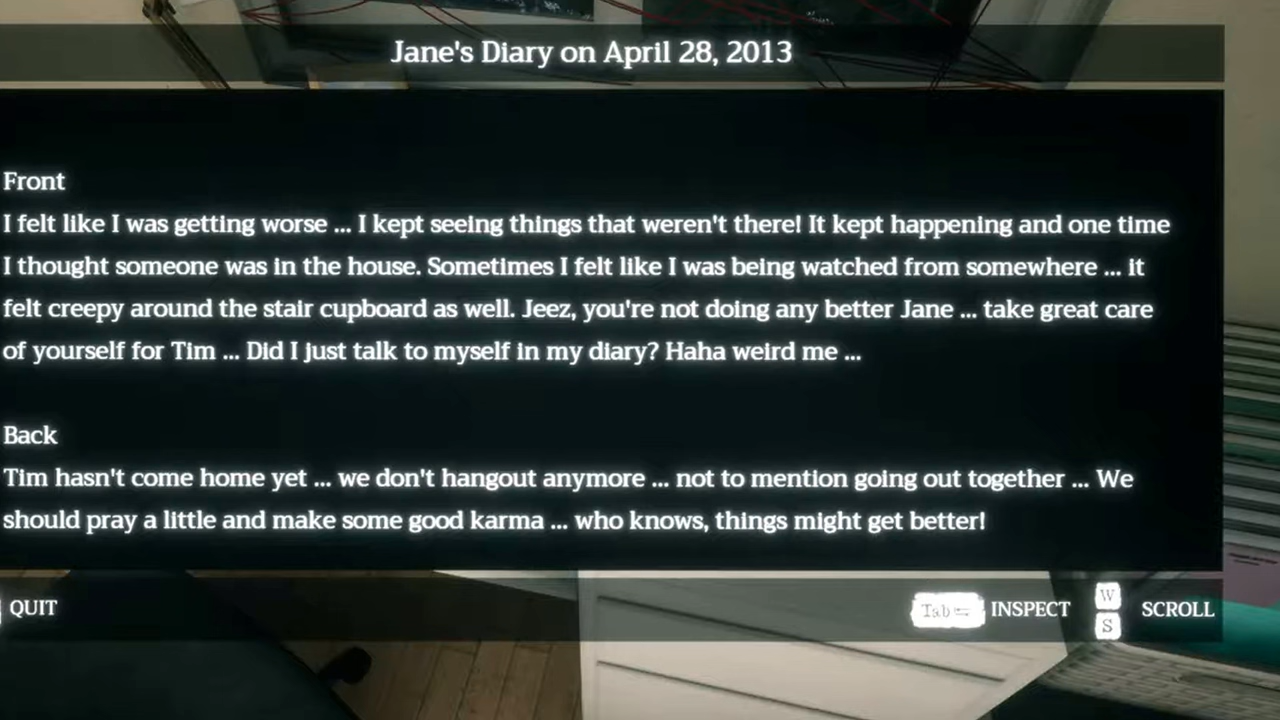 Jane's Diary on April 28, 2013
Front
I felt like I was getting worse ... I kept seeing things that weren't there! It kept happening and one time
I thought someone was in the house. Sometimes I felt like I was being watched from somewhere ... it
felt creepy around the stair cupboard as well. Jeez, you're not doing any better Jane ... take great care
of yourself for Tim ... Did I just talk to myself in my diary? Haha weird me ...
Back
Tim hasn't come home yet ... we don't hangout anymore ... not to mention going out together ... We
should pray a little and make some good karma ... who knows, things might get better!
QUIT
Tab INSPECT W S SCROLL